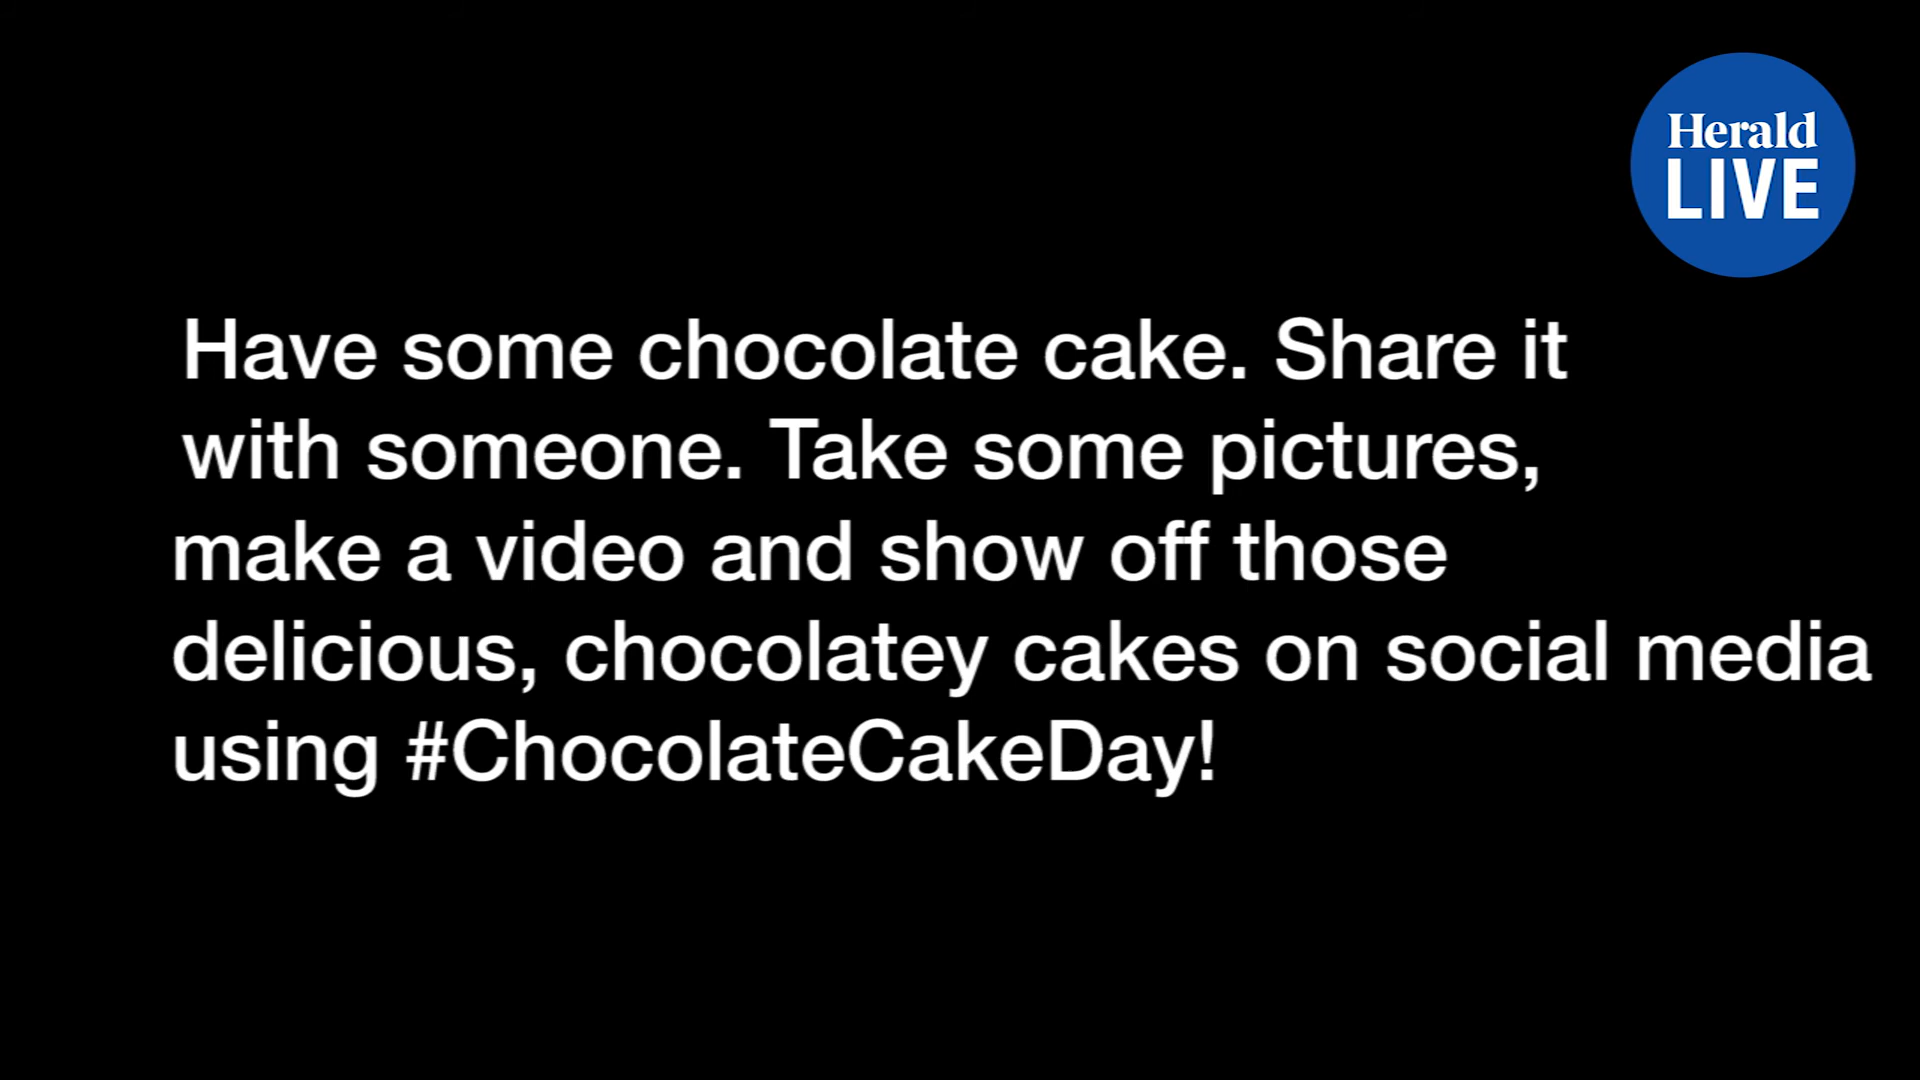 Herald
LIVE
Have some chocolate cake. Share it
with someone. Take some pictures,
make a video and show off those
delicious, chocolatey cakes on social media
using #ChocolateCakeDay!